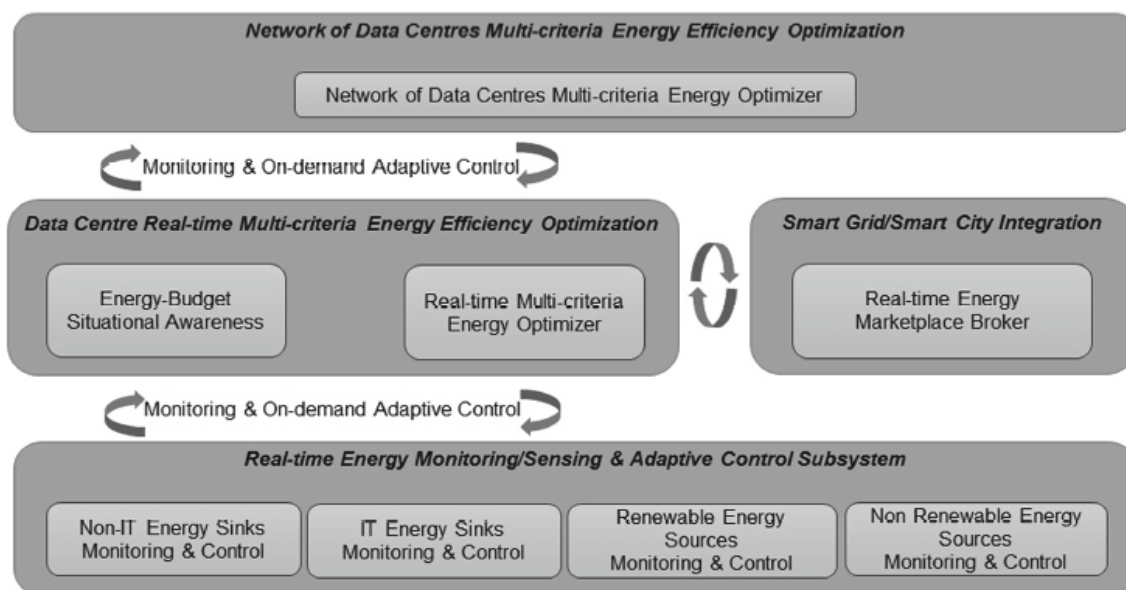 Network of Data Centres Multi-criteria Energy Efficiency Optimization
Network of Data Centres Multi-criteria Energy Optimizer
Monitoring & On-demand Adaptive Control
Data Centre Real-time Multi-criteria Energy Efficiency Optimization
Energy-Budget
Situational Awareness
Real-time Multi-criteria
Energy Optimizer
Smart Grid/Smart City Integration
Real-time Energy
Marketplace Broker
Monitoring & On-demand Adaptive Control
Real-time Energy Monitoring/Sensing & Adaptive Control Subsystem
Non-IT Energy Sinks
Monitoring & Control
IT Energy Sinks
Monitoring & Control
Renewable Energy
Sources
Monitoring & Control
Non Renewable Energy
Sources
Monitoring & Control